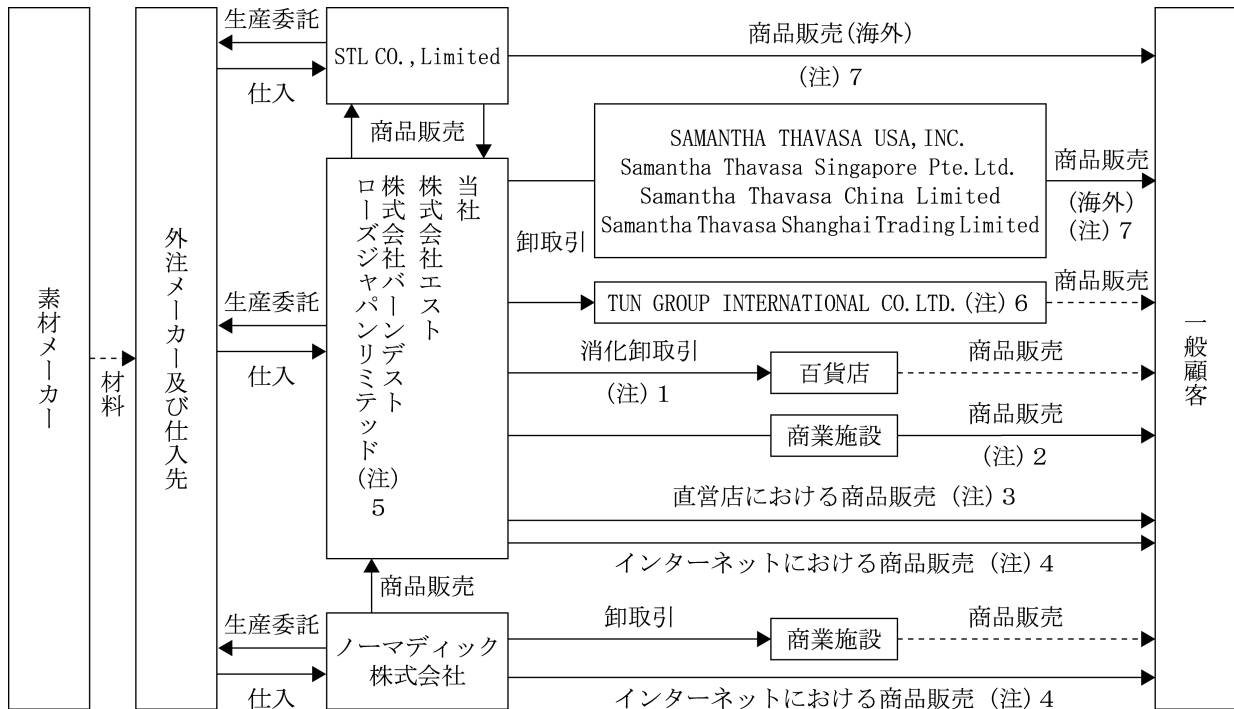 素材メーカー
材料
外注メーカー及び仕入先
生産委託
仕入
STL CO.,Limited
商品販売(海外)
(注)7
商品販売
当社
株式会社エスト
株式会社バーンデスト
ローズジャパンリミテッド(注)5
生産委託
仕入
卸取引
SAMANTHA THAVASA USA,INC.
Samantha Thavasa Singapore Pte.Ltd.
Samantha Thavasa China Limited
Samantha Thavasa Shanghai Trading Limited
商品販売
(海外)
(注)7
TUN GROUP INTERNATIONAL CO.LTD.(注)6
商品販売
消化卸取引
(注)1
百貨店
商品販売
商業施設
商品販売
(注)2
直営店における商品販売(注)3
インターネットにおける商品販売(注)4
商品販売
生産委託
仕入
ノーマディック
株式会社
卸取引
商業施設
商品販売
インターネットにおける商品販売(注)4
一般顧客